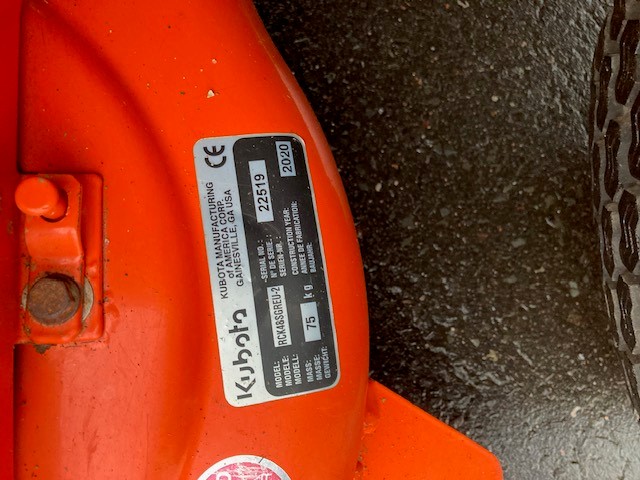 Kubota
KUBOTA MANUFACTURING
of AMERICA CORP.
GAINESVILLE, GA USA
CE
MODEL:
MODELE:
MODELL:
RCK48SGREU-2
SERIAL NO.:
N° DE SERIE.:
SERIEN-NR. :
22519
MASS:
MASSE:
GEWICHT:
75 kg
CONSTRUCTION YEAR:
ANNEE DE FABRICATION:
BAUJAHR:
2020